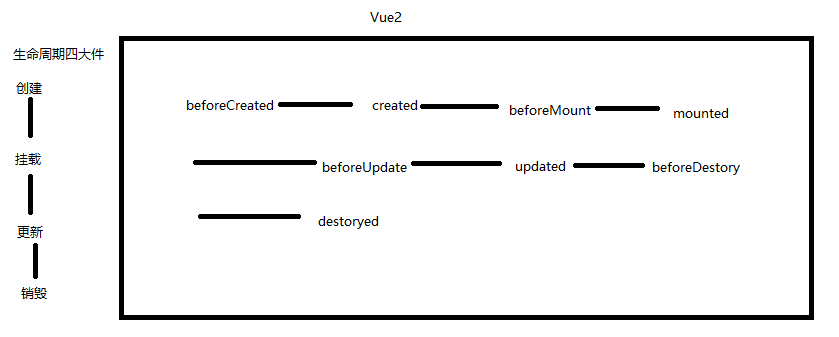 Vue2
生命周期四大件
创建
挂载
更新
销毁
beforeCreated created beforeMount mounted
beforeUpdate updated beforeDestory
destoryed